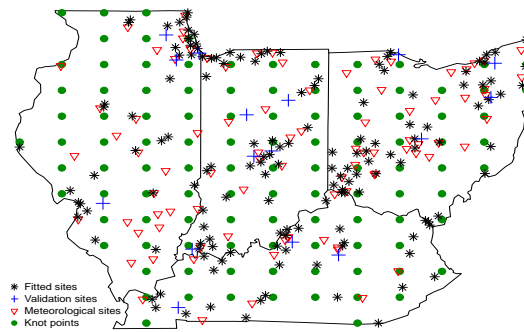 Fitted sites
Validation sites
Meteorological sites
Knot points